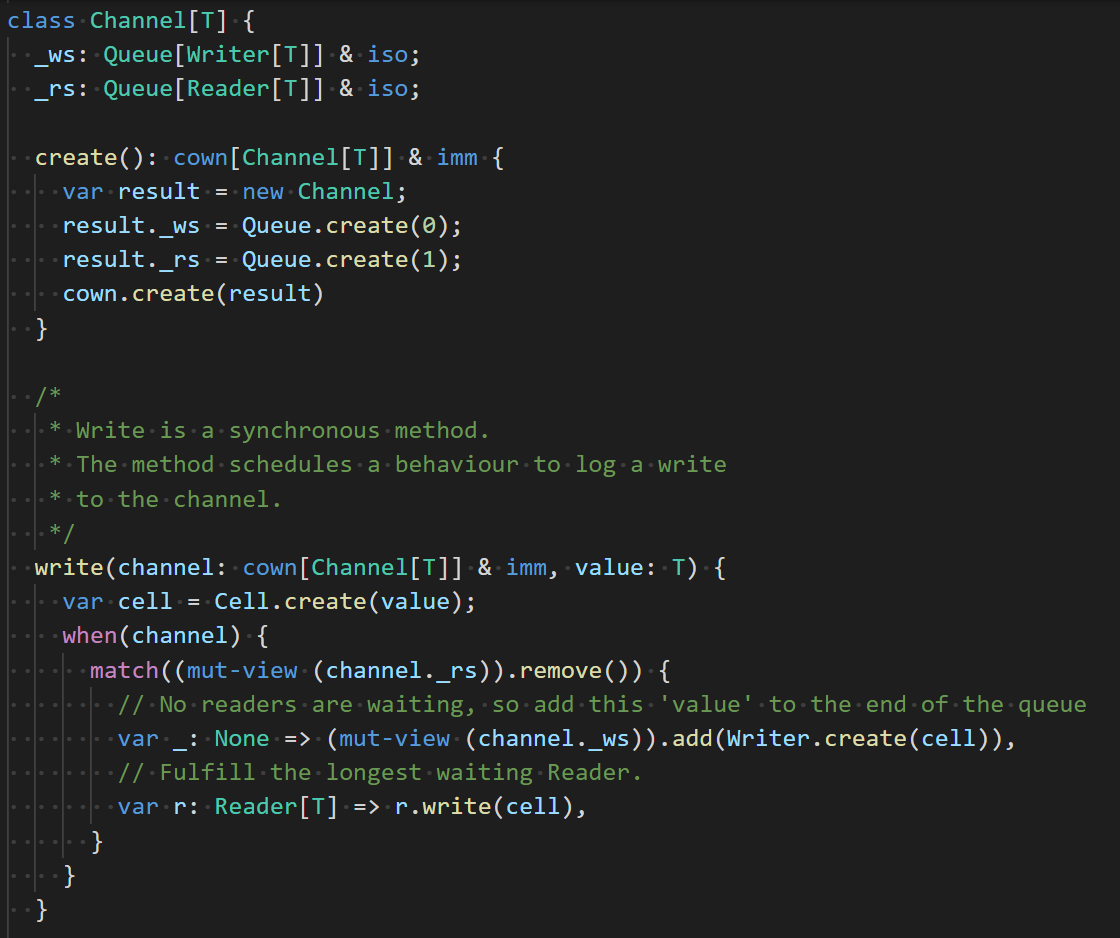 class Channel[T] {
  _ws: Queue[Writer[T]] & iso;
  _rs: Queue[Reader[T]] & iso;

  create(): cown[Channel[T]] & imm {
    var result = new Channel;
    result._ws = Queue.create(0);
    result._rs = Queue.create(1);
    cown.create(result)
  }

  /*
   * Write is a synchronous method.
   * The method schedules a behaviour to log a write
   * to the channel.
   */
  write(channel: cown[Channel[T]] & imm, value: T) {
    var cell = Cell.create(value);
    when(channel) {
      match((mut-view (channel._rs)).remove()) {
        // No readers are waiting, so add this 'value' to the end of the queue
        var _: None => (mut-view (channel._ws)).add(Writer.create(cell)),
        // Fulfill the longest waiting Reader.
        var r: Reader[T] => r.write(cell),
      }
    }
  }